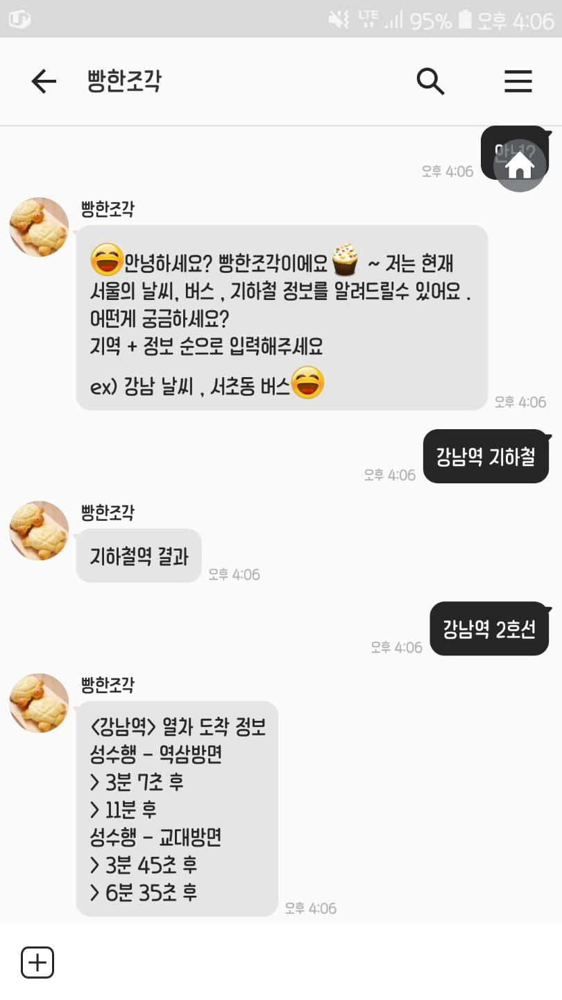 U+
LTE 95% 오후 4:06
빵한조각
안녕?
오후 4:06
빵한조각
😄안녕하세요? 빵한조각이에요🧁 ~ 저는 현재
서울의 날씨, 버스 , 지하철 정보를 알려드릴수 있어요 .
어떤게 궁금하세요?
지역 + 정보 순으로 입력해주세요
ex) 강남 날씨 , 서초동 버스😄
오후 4:06
강남역 지하철
오후 4:06
빵한조각
지하철역 결과
오후 4:06
강남역 2호선
오후 4:06
빵한조각
<강남역> 열차 도착 정보
성수행 - 역삼방면
> 3분 7초 후
> 11분 후
성수행 - 교대방면
> 3분 45초 후
> 6분 35초 후
오후 4:06